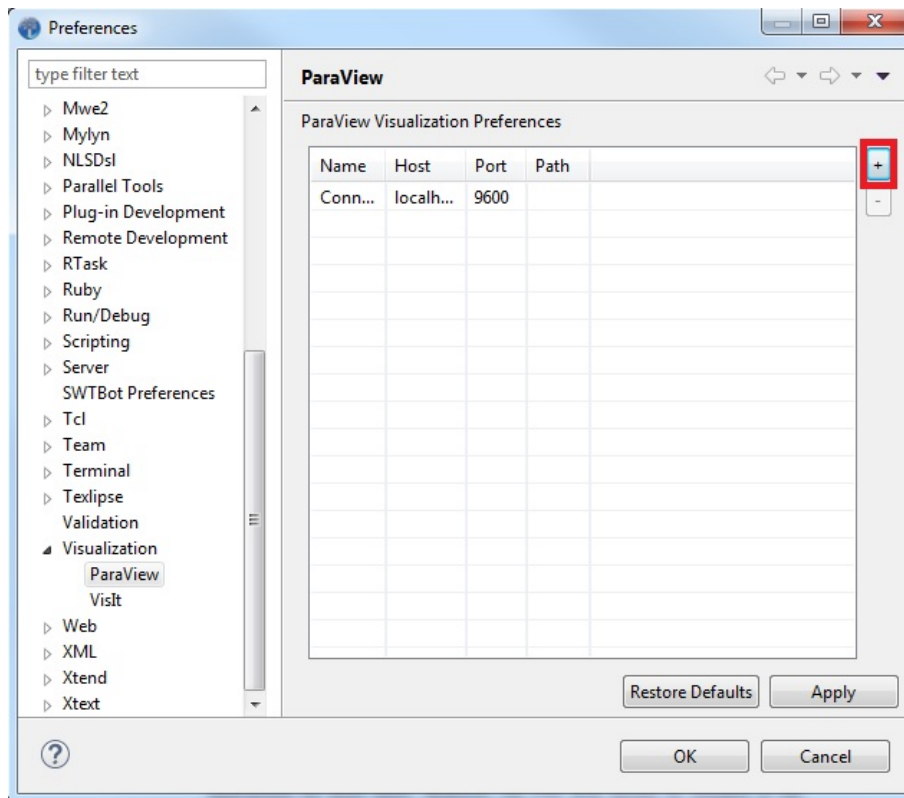 Preferences
type filter text
Mwe2
Mylyn
NLSDsl
Parallel Tools
Plug-in Development
Remote Development
RTask
Ruby
Run/Debug
Scripting
Server
SWTBot Preferences
Tcl
Team
Terminal
Texlipse
Validation
Visualization
ParaView
VisIt
Web
XML
Xtend
Xtext
ParaView
ParaView Visualization Preferences
Name Host Port Path
Conn... localh... 9600
+
-
Restore Defaults Apply
? OK Cancel